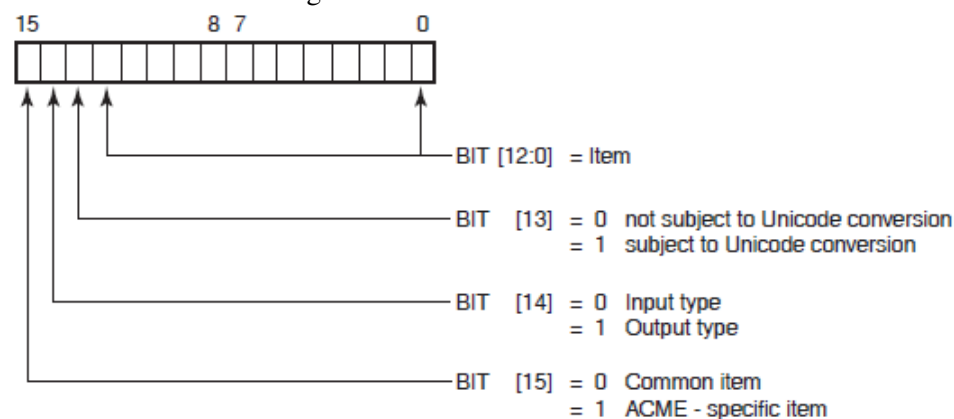 15 8 7 0
BIT [12:0] = Item
BIT [13] = 0 not subject to Unicode conversion
= 1 subject to Unicode conversion
BIT [14] = 0 Input type
= 1 Output type
BIT [15] = 0 Common item
= 1 ACME - specific item